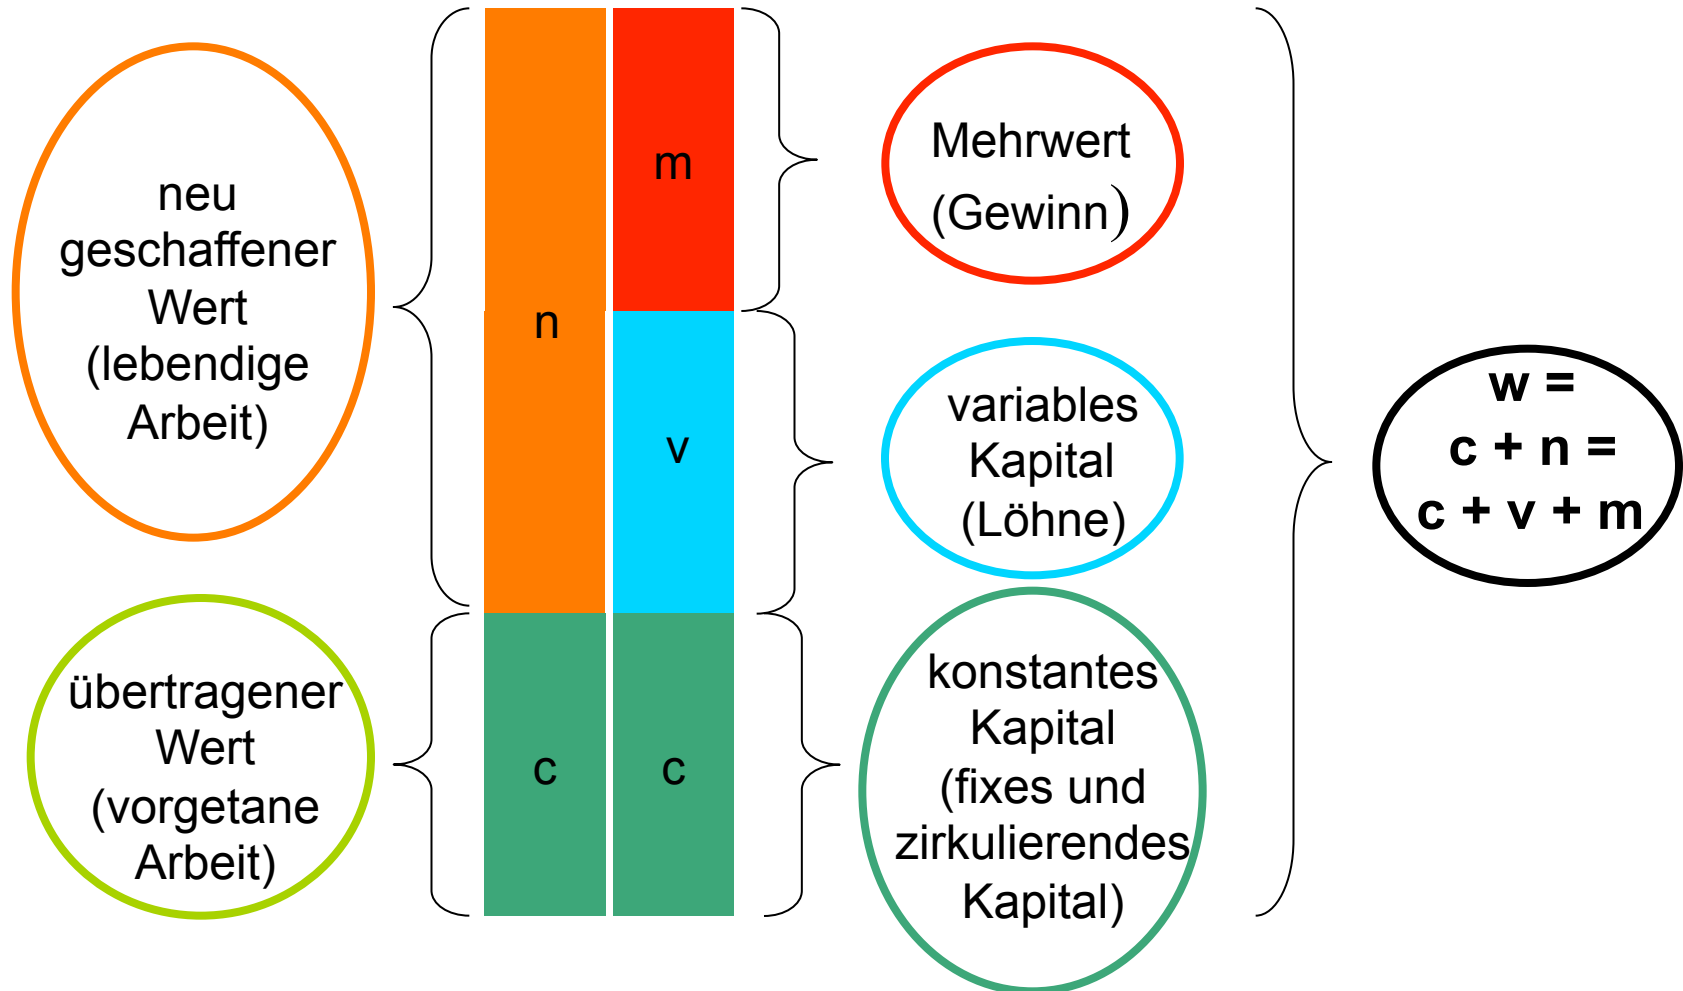 neu
geschaffener
Wert
(lebendige
Arbeit)
übertragener
Wert
(vorgetane
Arbeit)
n
c
m
v
c
Mehrwert
(Gewinn)
variables
Kapital
(Löhne)
konstantes
Kapital
(fixes und
zirkulierendes
Kapital)
w =
c + n =
c + v + m